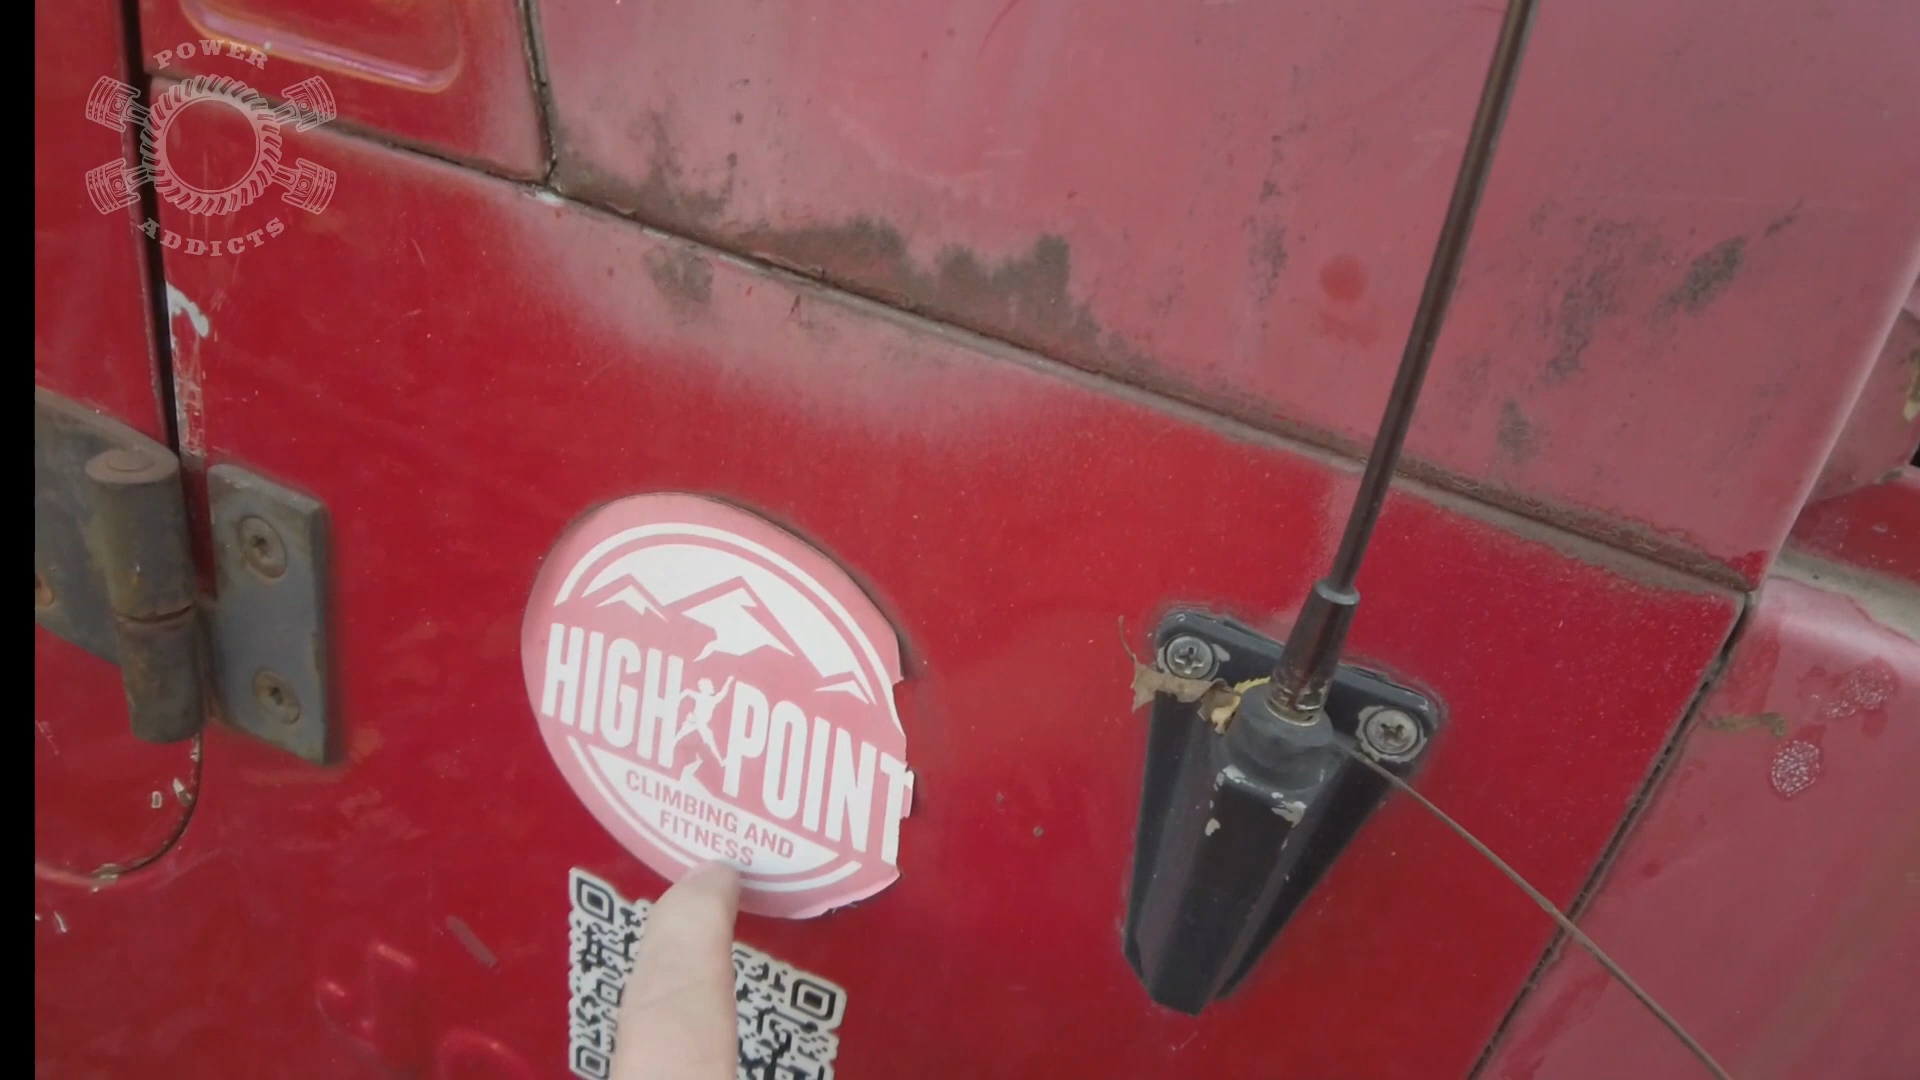 POWER
ADDICTS
HIGH POINT
CLIMBING AND
FITNESS